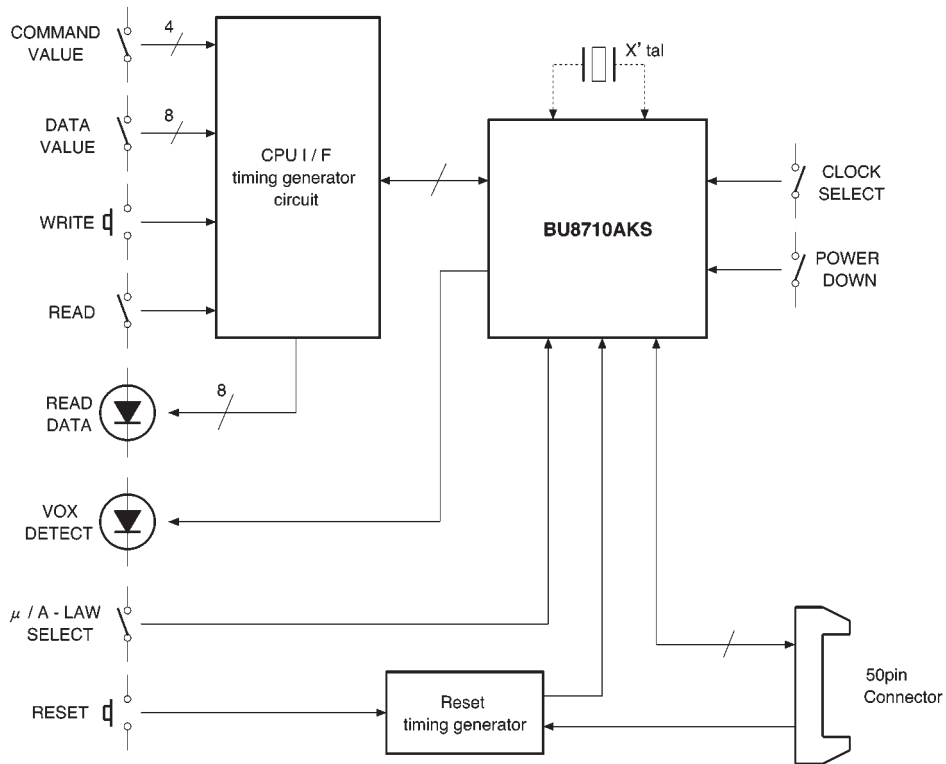 COMMAND
VALUE
4
X' tal
DATA
VALUE
8
CPU I / F
timing generator
circuit
CLOCK
SELECT
WRITE
BU8710AKS
POWER
DOWN
READ
READ
DATA
8
VOX
DETECT
μ / A - LAW
SELECT
50pin
Connector
RESET
Reset
timing generator